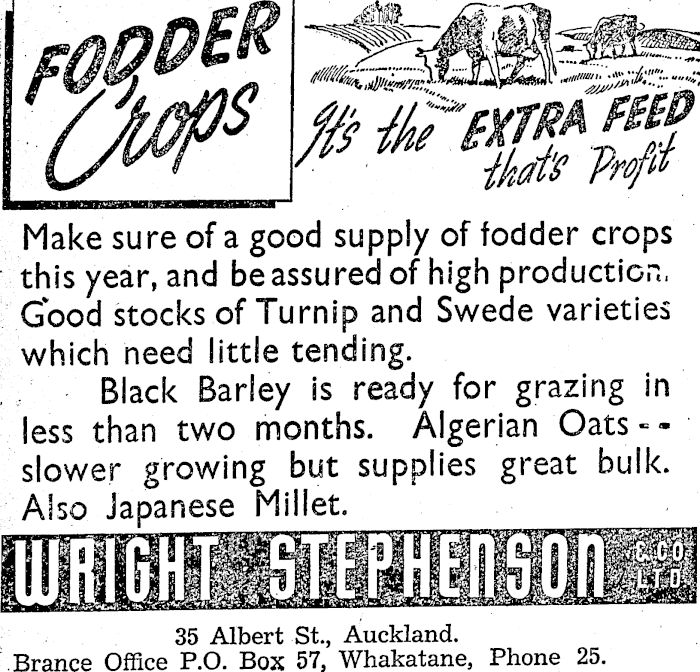 FODDER
Crops
It's the EXTRA FEED
that's Profit
Make sure of a good supply of fodder crops
this year, and be assured of high production.
Good stocks of Turnip and Swede varieties
which need little tending.
Black Barley is ready for grazing in
less than two months. Algerian Oats --
slower growing but supplies great bulk.
Also Japanese Millet.
WRIGHT STEPHENSON & CO.
LTD
35 Albert St., Auckland.
Brance Office P.O. Box 57, Whakatane, Phone 25.